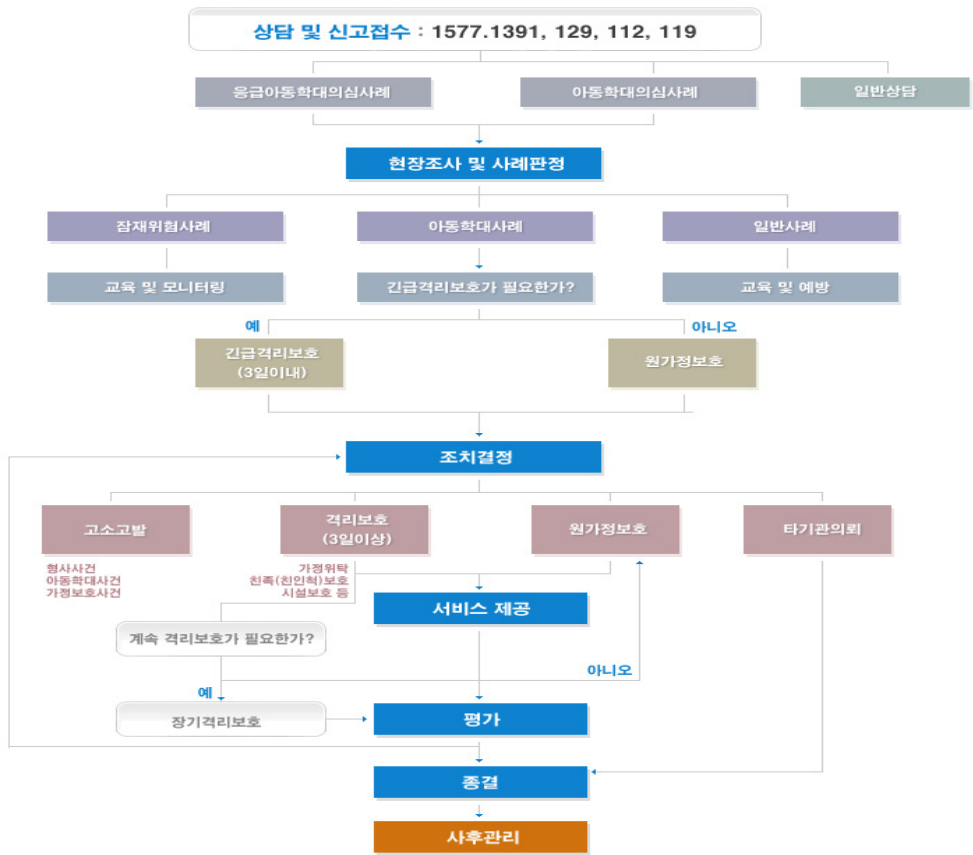 상담 및 신고접수 : 1577.1391, 129, 112, 119
응급아동학대의심사례
아동학대의심사례
일반상담
현장조사 및 사례판정
잠재위험사례
아동학대사례
일반사례
교육 및 모니터링
긴급격리보호가 필요한가?
교육 및 예방
예
아니오
긴급격리보호
(3일이내)
원가정보호
조치결정
고소고발
격리보호
(3일이상)
원가정보호
타기관의뢰
형사사건
아동학대사건
가정보호사건
가정위탁
친족(친인척)보호
시설보호 등
서비스 제공
계속 격리보호가 필요한가?
아니오
예
장기격리보호
평가
종결
사후관리